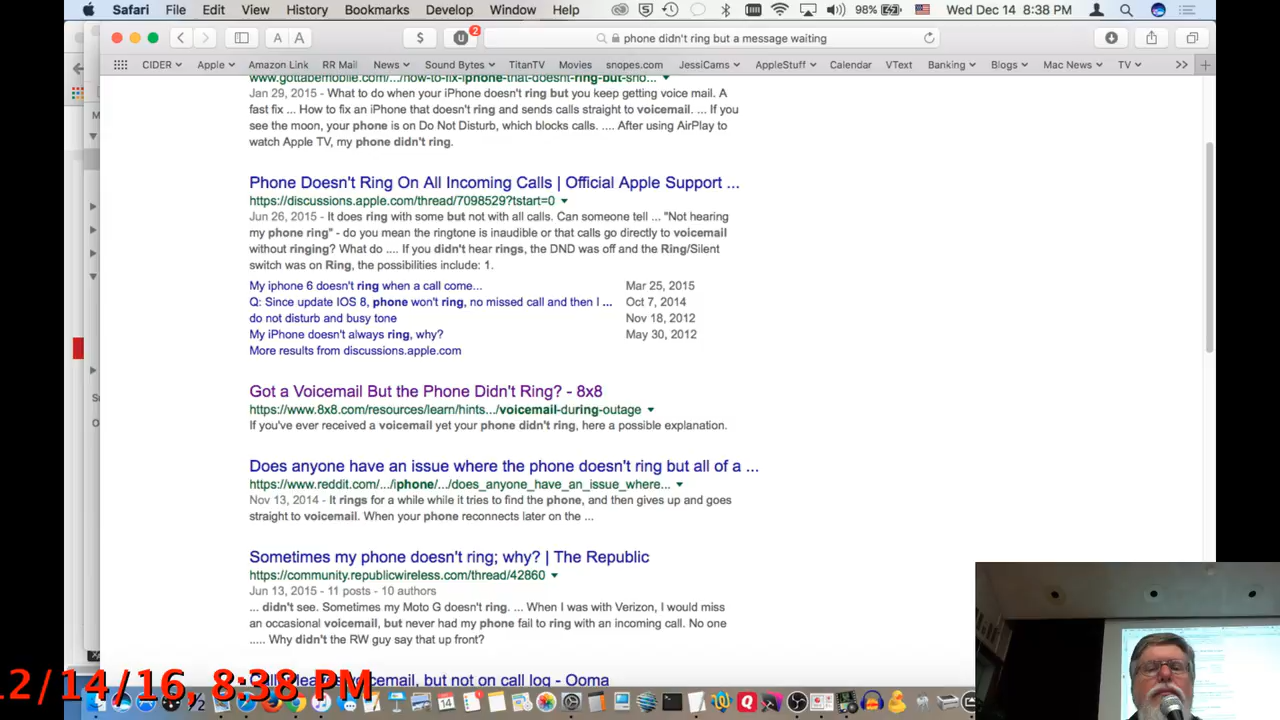 Safari File Edit View History Bookmarks Develop Window Help 98% Wed Dec 14 8:38 PM
A A $ U 2 phone didn't ring but a message waiting
CIDER Apple Amazon Link RR Mail News Sound Bytes TitanTV Movies snopes.com JessiCams AppleStuff Calendar VText Banking Blogs Mac News TV >>
www.gottabemobile.com/.../how-to-fix-iphone-that-doesnt-ring-but-sno...
Jan 29, 2015 - What to do when your iPhone doesn't ring but you keep getting voice mail. A
fast fix ... How to fix an iPhone that doesn't ring and sends calls straight to voicemail. ... If you
see the moon, your phone is on Do Not Disturb, which blocks calls. .... After using AirPlay to
watch Apple TV, my phone didn't ring.
Phone Doesn't Ring On All Incoming Calls | Official Apple Support ...
https://discussions.apple.com/thread/7098529?tstart=0
Jun 26, 2015 - It does ring with some but not with all calls. Can someone tell ... "Not hearing
my phone ring" - do you mean the ringtone is inaudible or that calls go directly to voicemail
without ringing? What do .... If you didn't hear rings, the DND was off and the Ring/Silent
switch was on Ring, the possibilities include: 1.
My iphone 6 doesn't ring when a call come... Mar 25, 2015
Q: Since update IOS 8, phone won't ring, no missed call and then I ... Oct 7, 2014
do not disturb and busy tone Nov 18, 2012
My iPhone doesn't always ring, why? May 30, 2012
More results from discussions.apple.com
Got a Voicemail But the Phone Didn't Ring? - 8x8
https://www.8x8.com/resources/learn/hints.../voicemail-during-outage
If you've ever received a voicemail yet your phone didn't ring, here a possible explanation.
Does anyone have an issue where the phone doesn't ring but all of a ...
https://www.reddit.com/.../iphone/.../does_anyone_have_an_issue_where...
Nov 13, 2014 - It rings for a while while it tries to find the phone, and then gives up and goes
straight to voicemail. When your phone reconnects later on the ...
Sometimes my phone doesn't ring; why? | The Republic
https://community.republicwireless.com/thread/42860
Jun 13, 2015 - 11 posts - 10 authors
... didn't see. Sometimes my Moto G doesn't ring. ... When I was with Verizon, I would miss
an occasional voicemail, but never had my phone fail to ring with an incoming call. No one
..... Why didn't the RW guy say that up front?
voicemail, but not on call log - Ooma
12/14/16, 8:38 PM